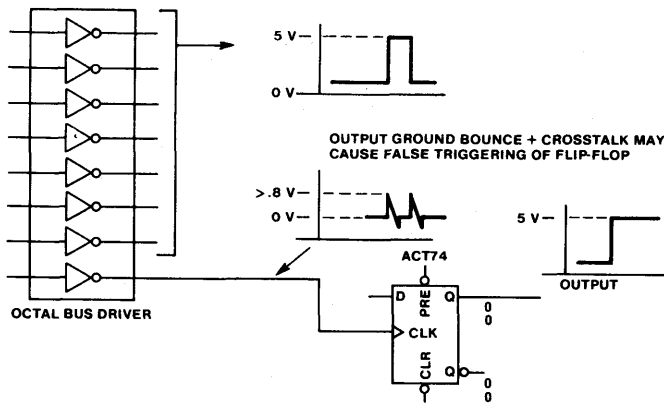 5 V
0 V
OUTPUT GROUND BOUNCE + CROSSTALK MAY
CAUSE FALSE TRIGGERING OF FLIP-FLOP
>.8 V
0 V
5 V
OUTPUT
ACT74
D
PRE
Q
0
0
CLK
CLR
Q
0
0
OCTAL BUS DRIVER